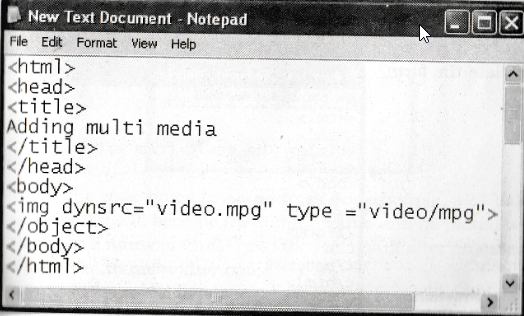 New Text Document - Notepad
File Edit Format View Help
<html>
<head>
<title>
Adding multi media
</title>
</head>
<body>
<img dynsrc="video.mpg" type ="video/mpg">
</object>
</body>
</html>